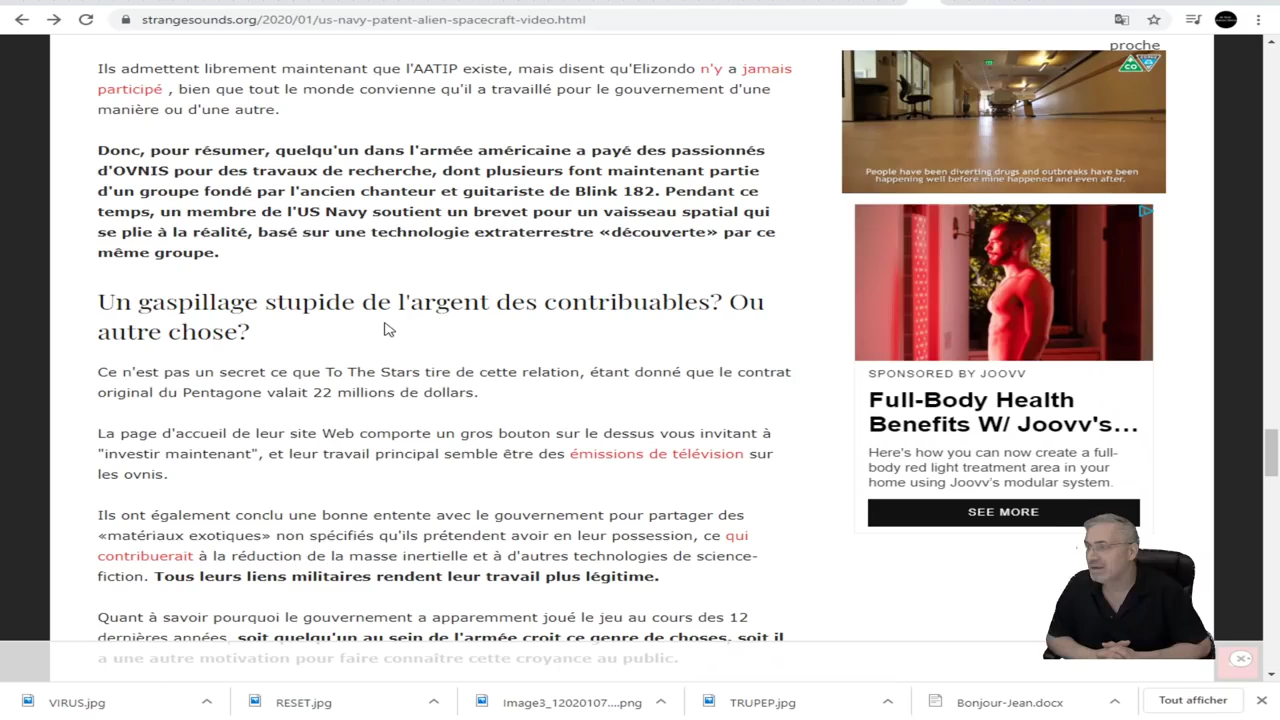 strangesounds.org/2020/01/us-navy-patent-alien-spacecraft-video.html
proche
Ils admettent librement maintenant que l'AATIP existe, mais disent qu'Elizondo n'y a jamais
participé , bien que tout le monde convienne qu'il a travaillé pour le gouvernement d'une
manière ou d'une autre.
Donc, pour résumer, quelqu'un dans l'armée américaine a payé des passionnés
d'OVNIS pour des travaux de recherche, dont plusieurs font maintenant partie
d'un groupe fondé par l'ancien chanteur et guitariste de Blink 182. Pendant ce
temps, un membre de l'US Navy soutient un brevet pour un vaisseau spatial qui
se plie à la réalité, basé sur une technologie extraterrestre «découverte» par ce
même groupe.
Un gaspillage stupide de l'argent des contribuables? Ou
autre chose?
Ce n'est pas un secret ce que To The Stars tire de cette relation, étant donné que le contrat
original du Pentagone valait 22 millions de dollars.
La page d'accueil de leur site Web comporte un gros bouton sur le dessus vous invitant à
"investir maintenant", et leur travail principal semble être des émissions de télévision sur
les ovnis.
Ils ont également conclu une bonne entente avec le gouvernement pour partager des
«matériaux exotiques» non spécifiés qu'ils prétendent avoir en leur possession, ce qui
contribuerait à la réduction de la masse inertielle et à d'autres technologies de science-
fiction. Tous leurs liens militaires rendent leur travail plus légitime.
Quant à savoir pourquoi le gouvernement a apparemment joué le jeu au cours des 12
dernières années, soit quelqu'un au sein de l'armée croit ce genre de choses, soit il
a une autre motivation pour faire connaître cette croyance au public.
People have been diverting drugs and outbreaks have been
happening well before mine happened and even after.
SPONSORED BY JOOVV
Full-Body Health
Benefits W/ Joovv's...
Here's how you can now create a full-
body red light treatment area in your
home using Joovv's modular system.
SEE MORE
VIRUS.jpg
RESET.jpg
Image3_12020107....png
TRUPEP.jpg
Bonjour-Jean.docx
Tout afficher